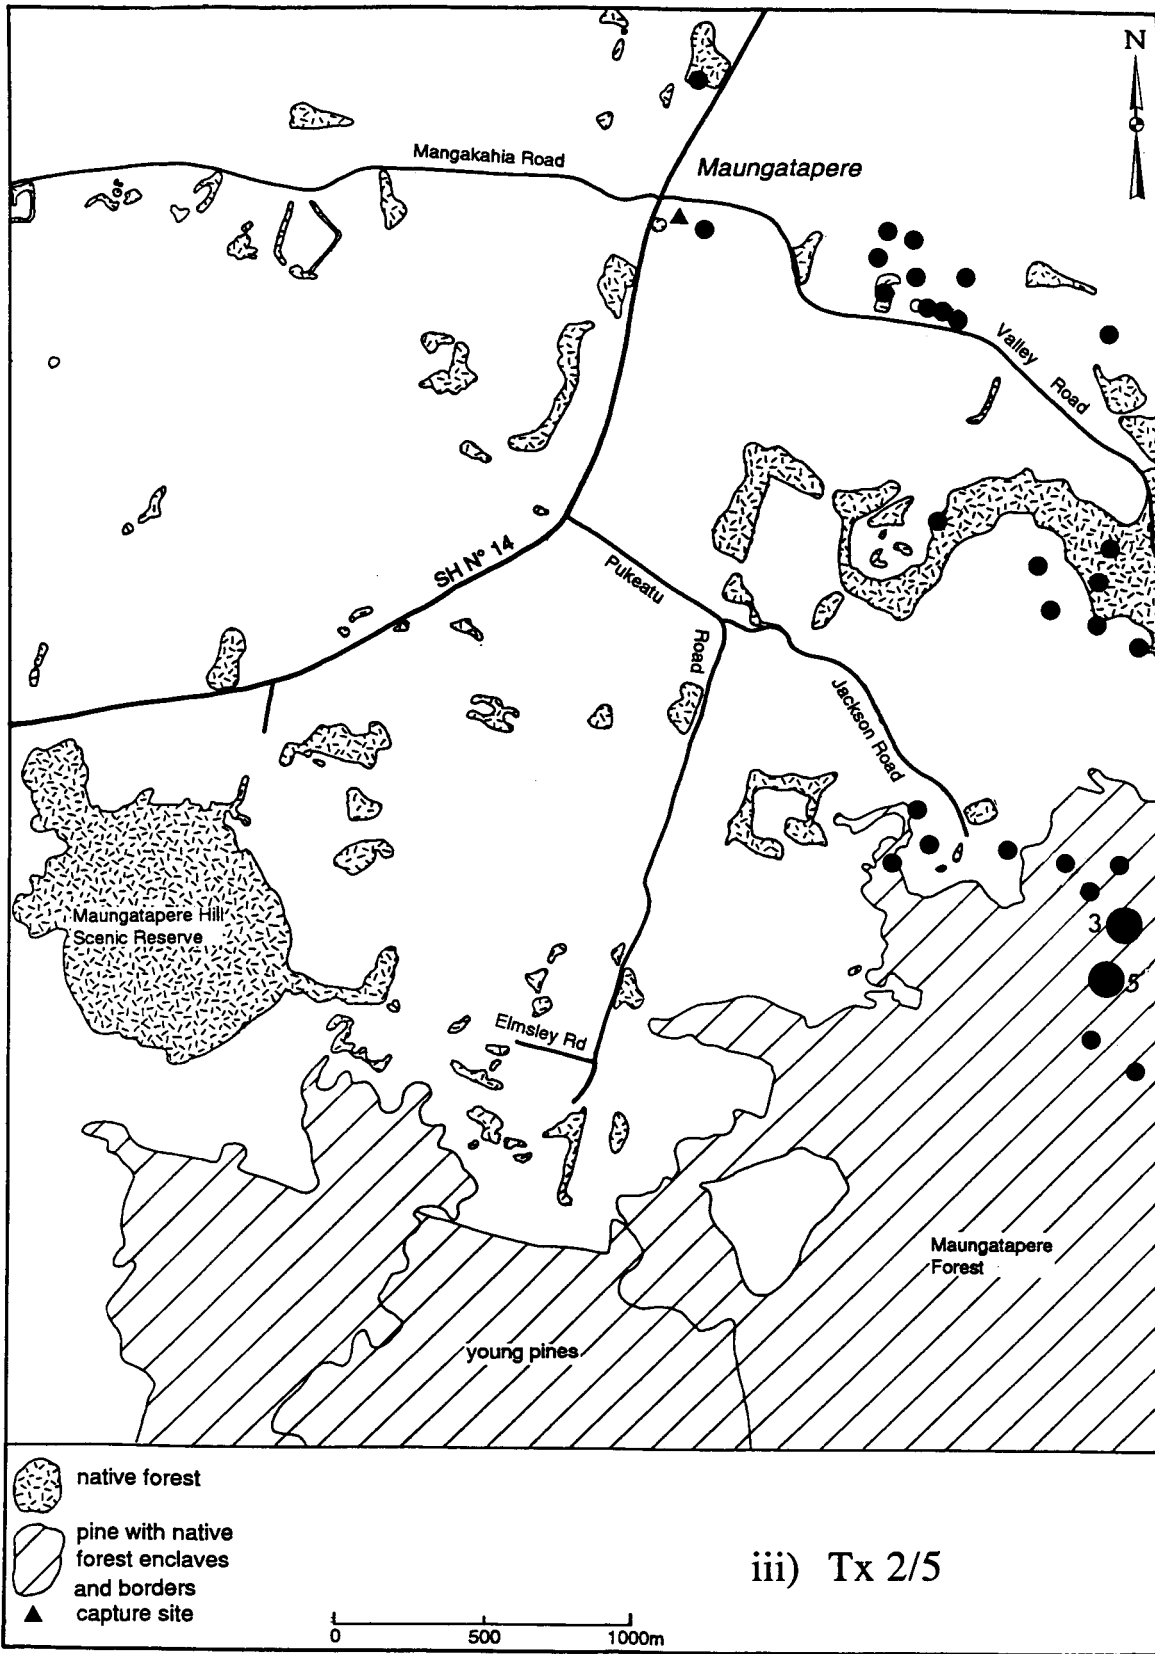 N
Mangakahia Road
Maungatapere
Valley
Road
SH Nº 14
Pukeatu
Road
Jackson Road
Maungatapere Hill
Scenic Reserve
3
5
Elmsley Rd
Maungatapere
Forest
young pines
native forest
pine with native
forest enclaves
and borders
capture site
iii) Tx 2/5
0 500 1000m